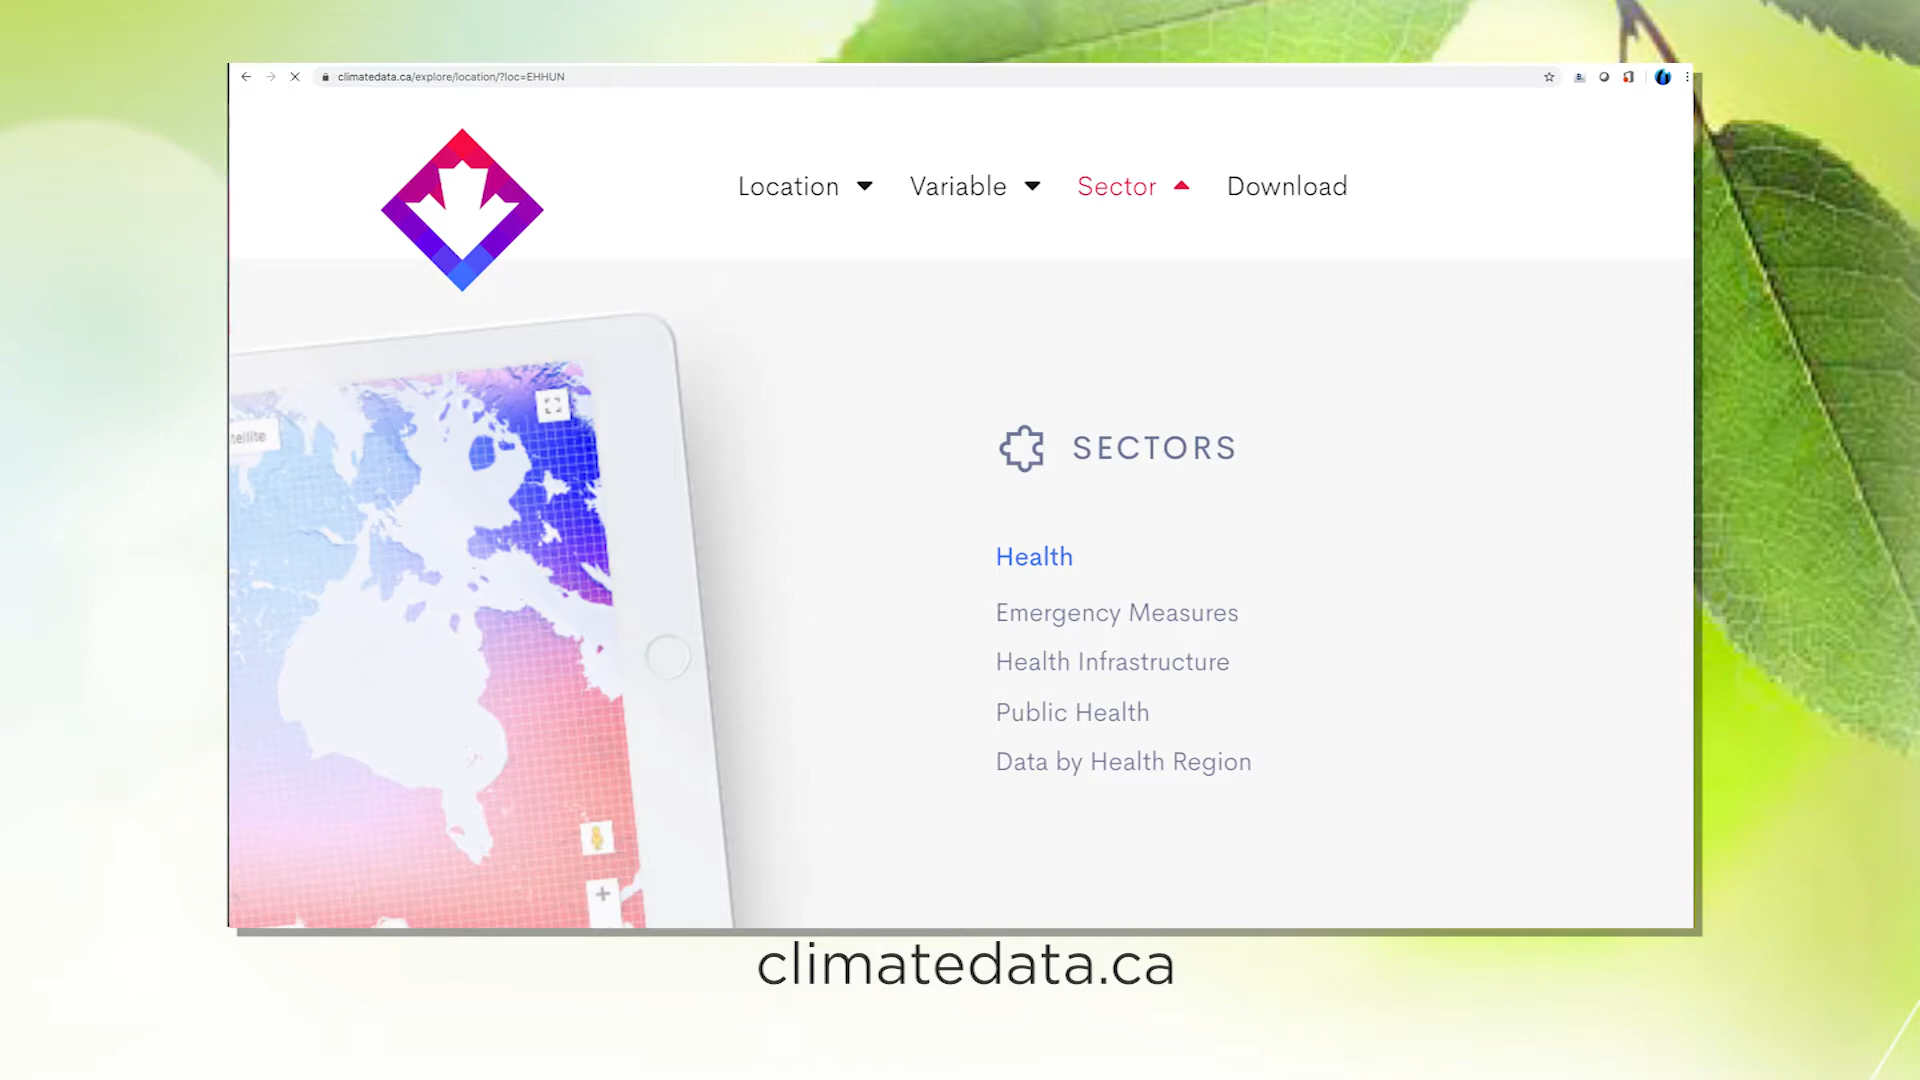 climatedata.ca/explore/location/?loc=EHHUN
Location Variable Sector Download
tellite
SECTORS
Health
Emergency Measures
Health Infrastructure
Public Health
Data by Health Region
climatedata.ca